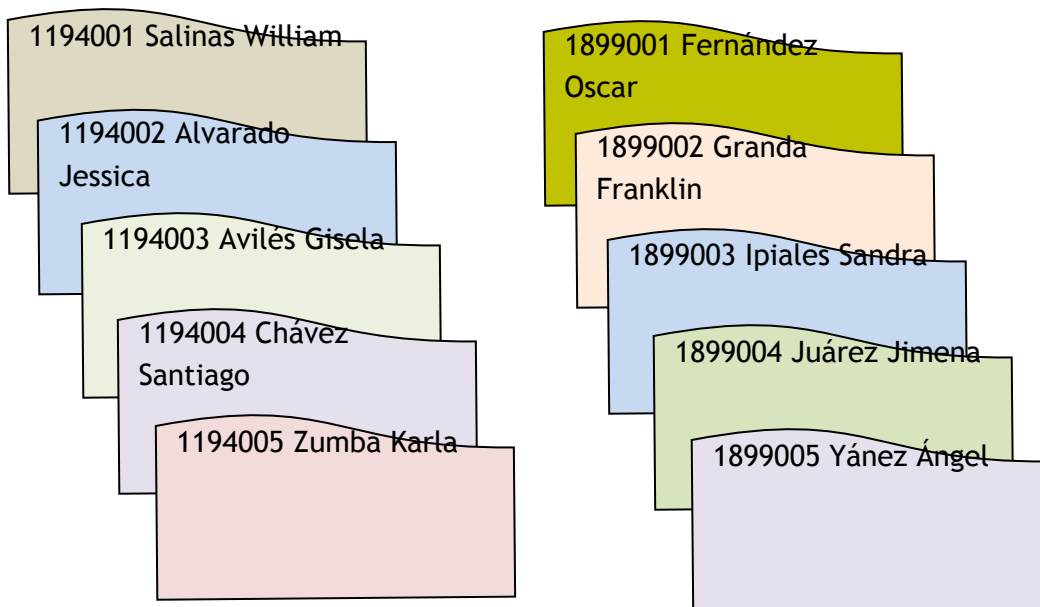 1194001 Salinas William
1194002 Alvarado
Jessica
1194003 Avilés Gisela
1194004 Chávez
Santiago
1194005 Zumba Karla
1899001 Fernández
Oscar
1899002 Granda
Franklin
1899003 Ipiales Sandra
1899004 Juárez Jimena
1899005 Yánez Ángel